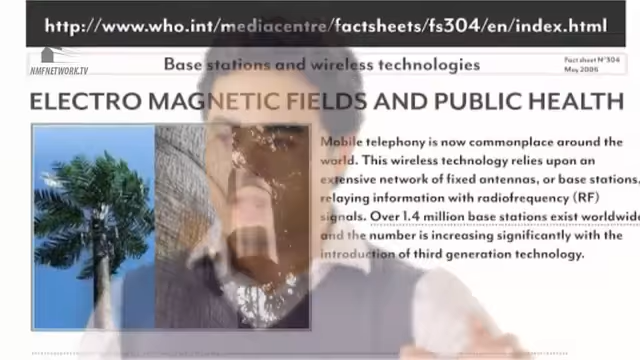 http://www.who.int/mediacentre/factsheets/fs304/en/index.html
NMFNETWORK.TV
Base stations and wireless technologies
Fact sheet N°304
May 2006
ELECTRO MAGNETIC FIELDS AND PUBLIC HEALTH
Mobile telephony is now commonplace around the
world. This wireless technology relies upon an
extensive network of fixed antennas, or base stations,
relaying information with radiofrequency (RF)
signals. Over 1.4 million base stations exist worldwide
and the number is increasing significantly with the
introduction of third generation technology.